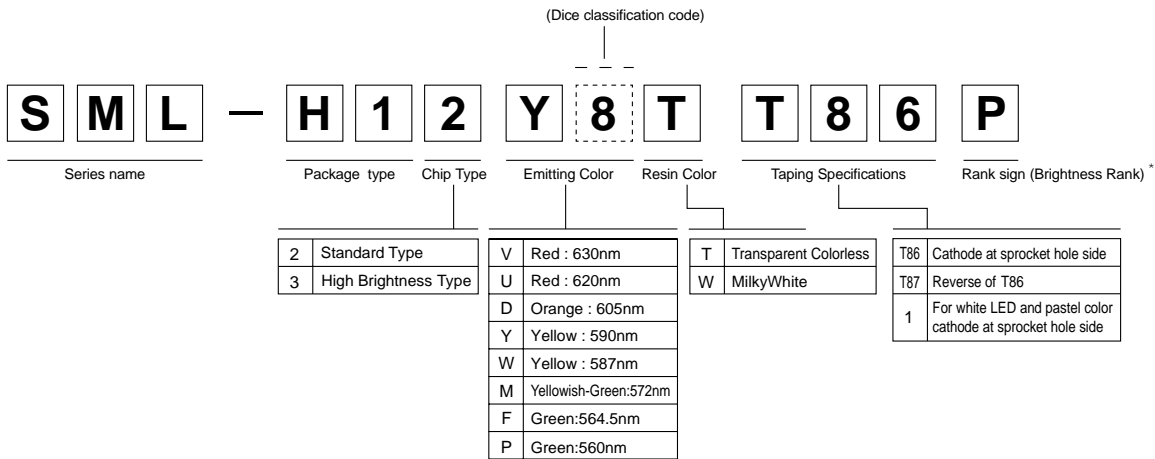 (Dice classification code)
S M L — H 1 2 Y 8 T T 8 6 P
Series name Package type Chip Type Emitting Color Resin Color Taping Specifications Rank sign (Brightness Rank) *
2 Standard Type
3 High Brightness Type
V Red : 630nm
U Red : 620nm
D Orange : 605nm
Y Yellow : 590nm
W Yellow : 587nm
M Yellowish-Green:572nm
F Green:564.5nm
P Green:560nm
T Transparent Colorless
W MilkyWhite
T86 Cathode at sprocket hole side
T87 Reverse of T86
1 For white LED and pastel color
cathode at sprocket hole side